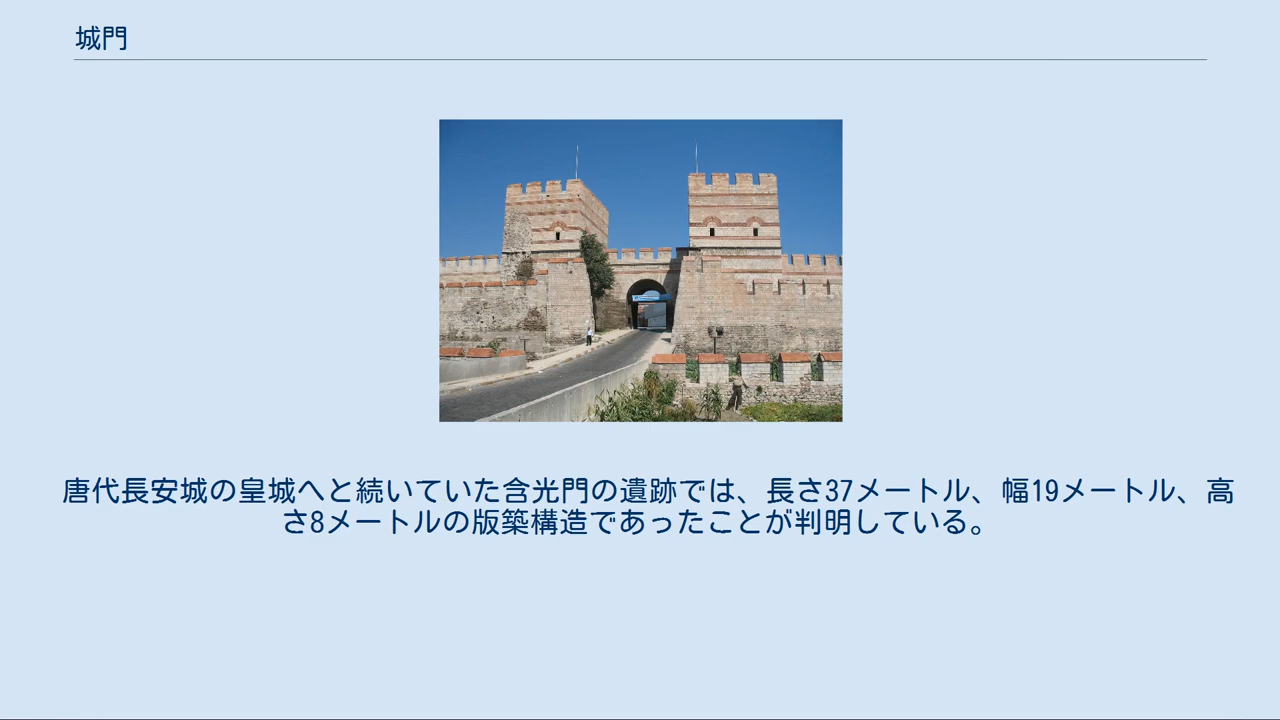 城門
唐代長安城の皇城へと続いていた含光門の遺跡では、長さ37メートル、幅19メートル、高
さ8メートルの版築構造であったことが判明している。